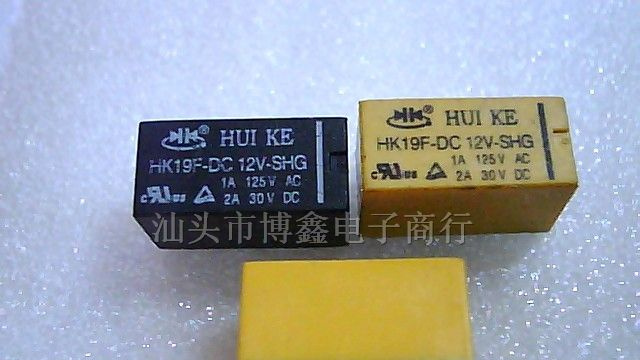 HUI KE
HK19F-DC 12V-SHG
1A 125V AC
2A 30V DC
HUI KE
HK19F-DC 12V-SHG
1A 125V AC
2A 30V DC
汕头市博鑫电子商行